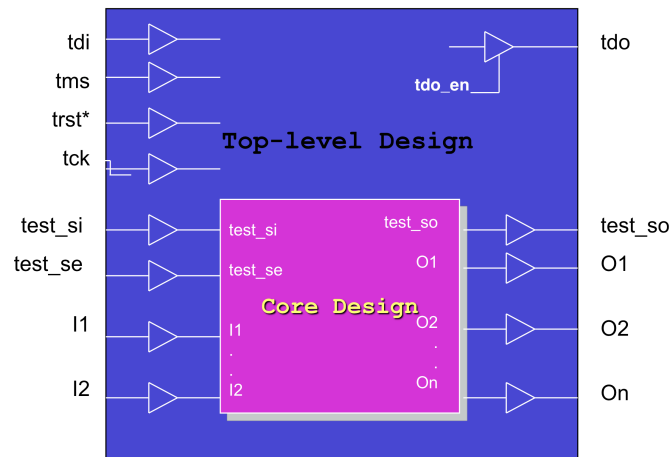 tdi
tdo
tms
tdo_en
trst*
Top-level Design
tck
test_si
test_si
test_so
test_so
test_se
test_se
O1
O1
Core Design
I1
I1
O2
O2
.
.
.
.
I2
I2
On
On